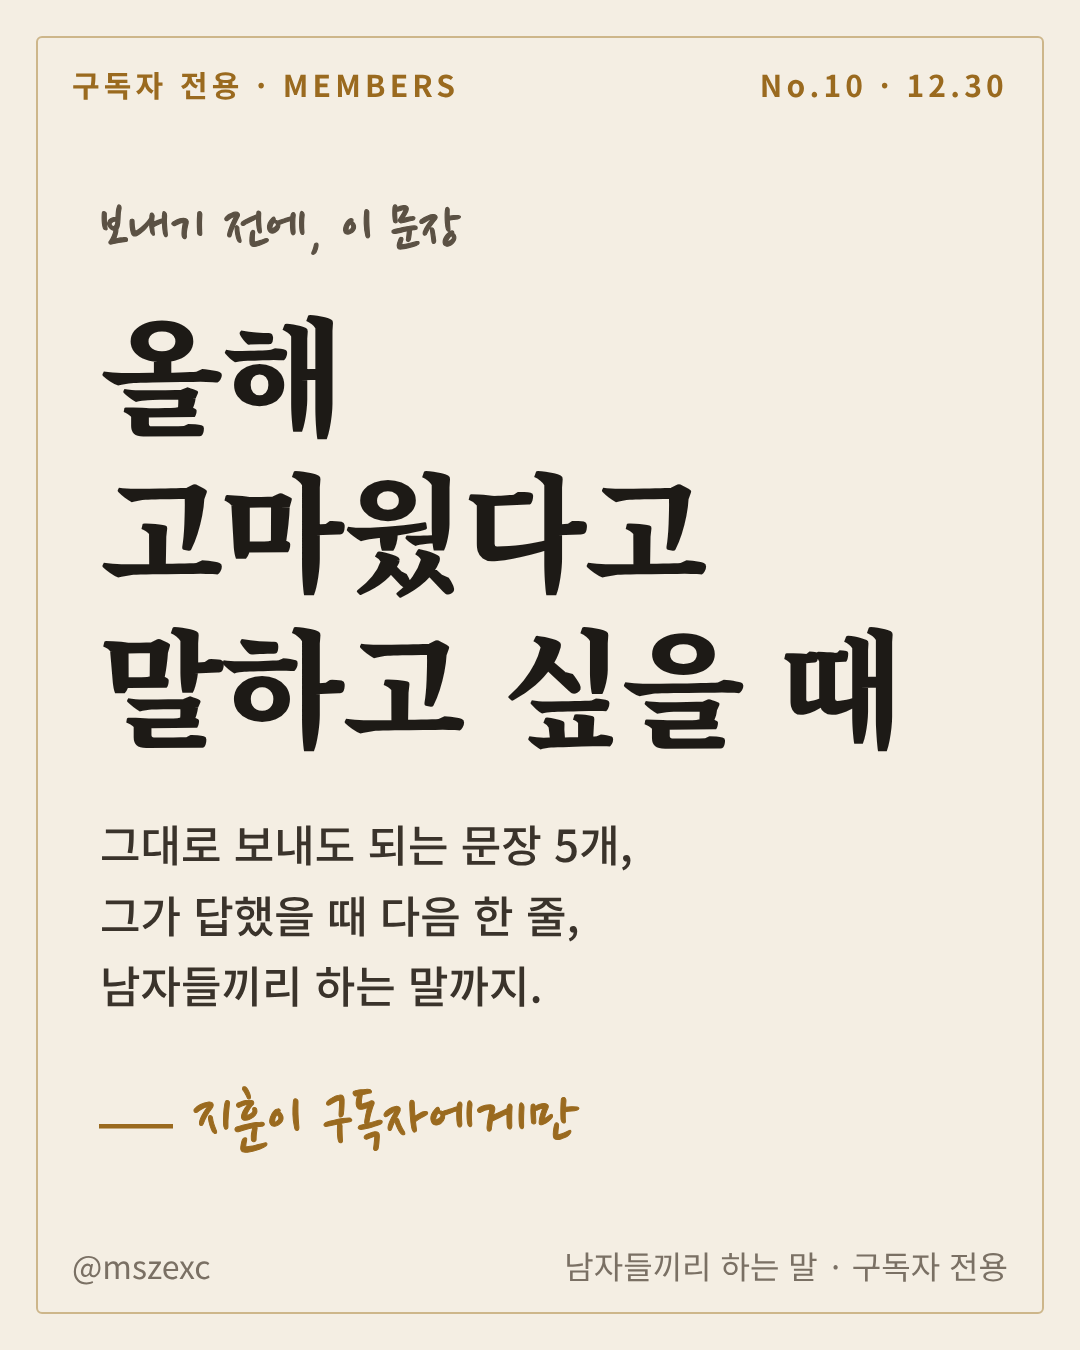 구독자 전용 · MEMBERS
No.10 · 12.30
보내기 전에, 이 문장
올해
고마웠다고
말하고 싶을 때
그대로 보내도 되는 문장 5개,
그가 답했을 때 다음 한 줄,
남자들끼리 하는 말까지.
지훈이 구독자에게만
@mszexc
남자들끼리 하는 말 · 구독자 전용